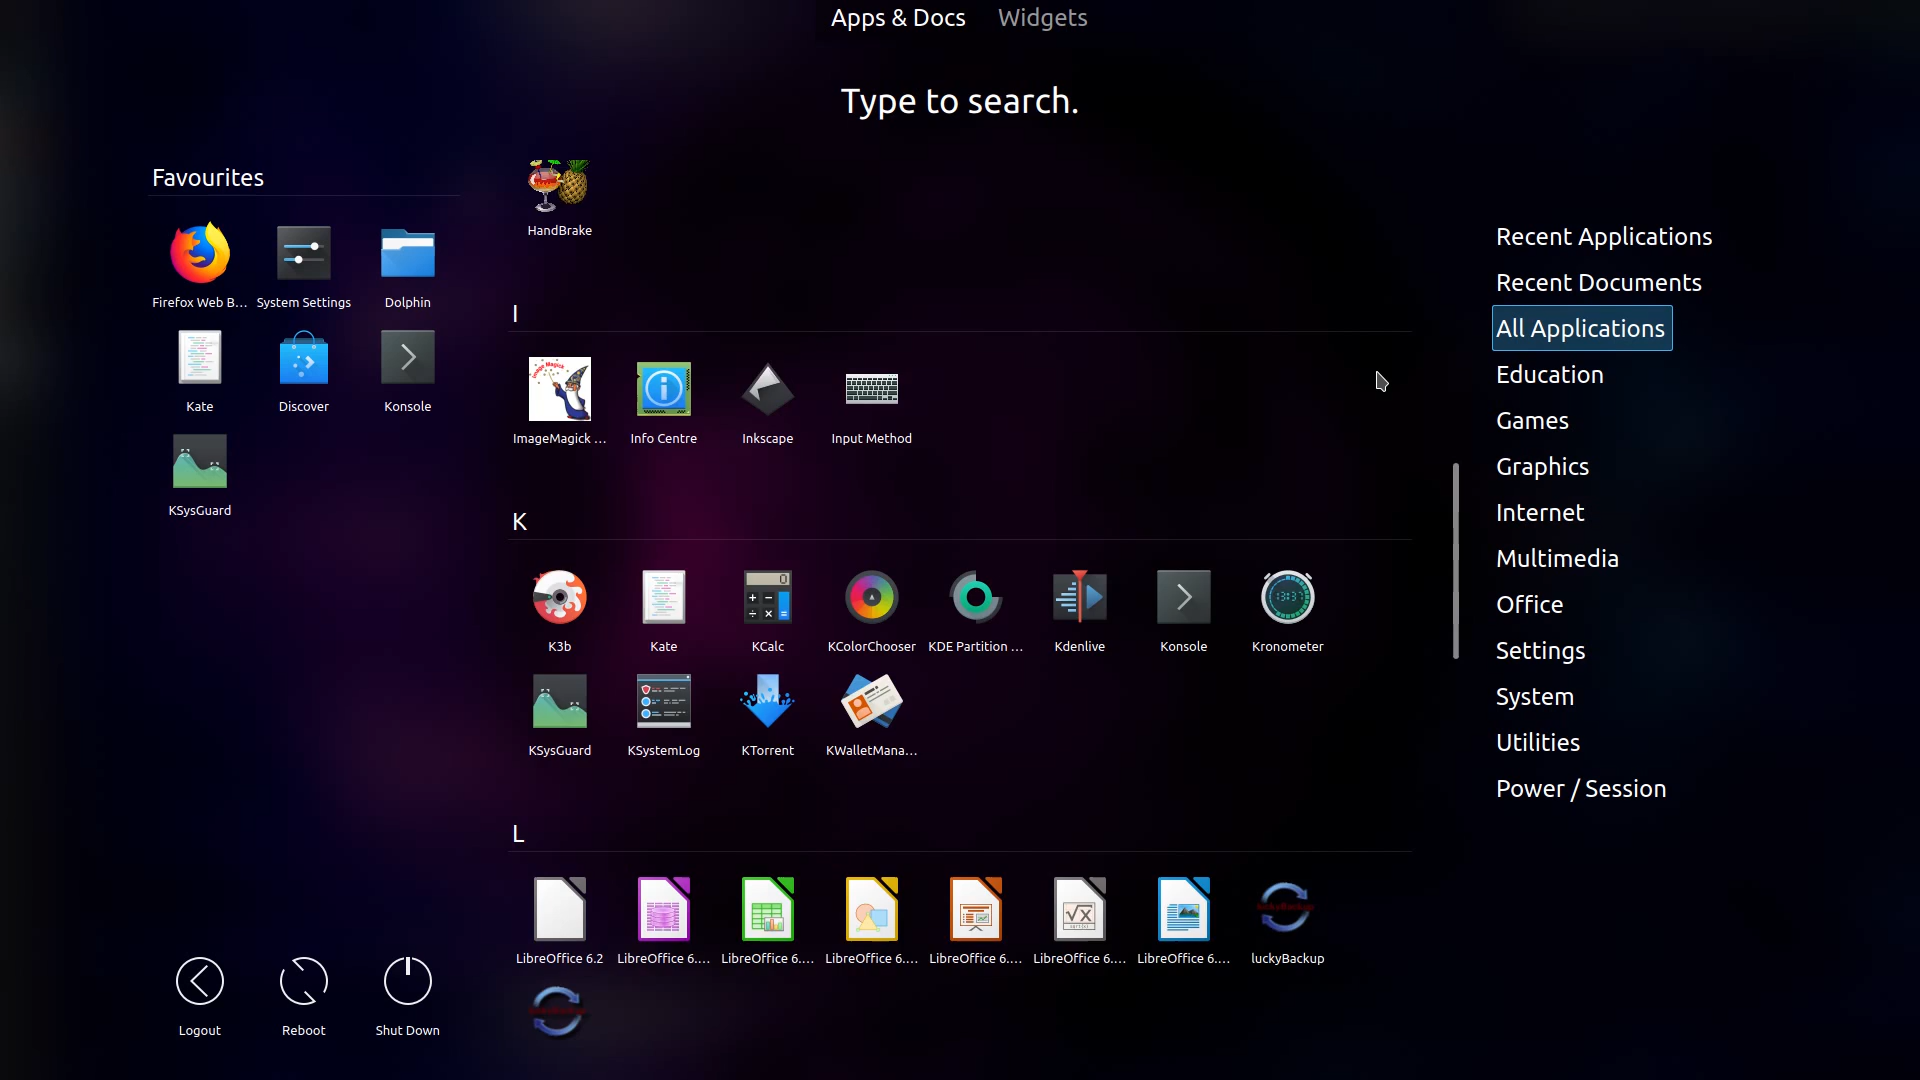 Apps & Docs Widgets
Type to search.
Favourites
Firefox Web B... System Settings Dolphin
Kate Discover Konsole
KSysGuard
Logout Reboot Shut Down
HandBrake
I
ImageMagick ... Info Centre Inkscape Input Method
K
K3b Kate KCalc KColorChooser KDE Partition ... Kdenlive Konsole Kronometer
KSysGuard KSystemLog KTorrent KWalletMana...
L
LibreOffice 6.2 LibreOffice 6.... LibreOffice 6.... LibreOffice 6.... LibreOffice 6.... LibreOffice 6.... LibreOffice 6.... luckyBackup
Recent Applications
Recent Documents
All Applications
Education
Games
Graphics
Internet
Multimedia
Office
Settings
System
Utilities
Power / Session